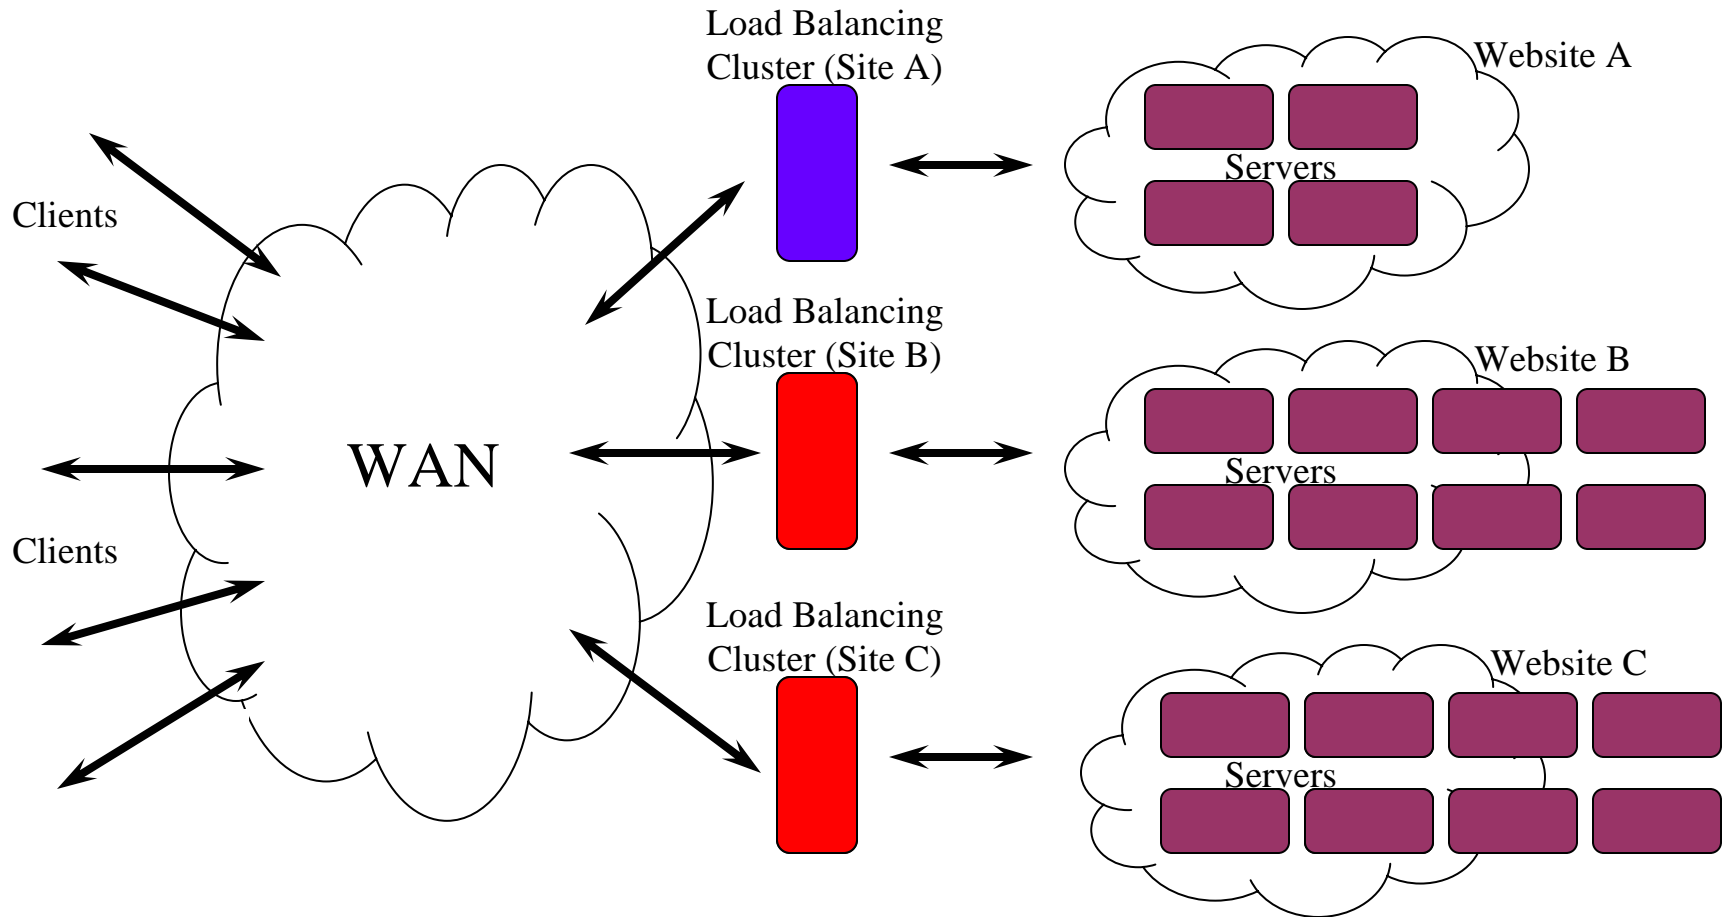 Load Balancing
Cluster (Site A)
Website A
Clients
Servers
Load Balancing
Cluster (Site B)
Website B
WAN
Servers
Clients
Load Balancing
Cluster (Site C)
Website C
Servers